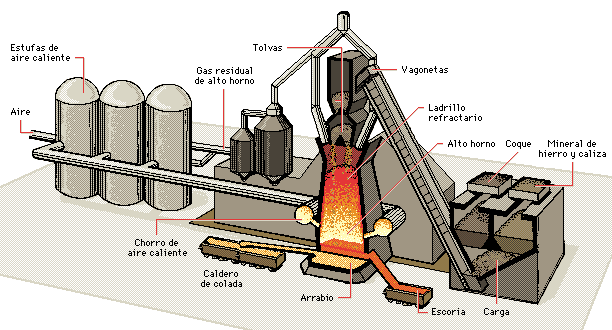 Estufas de
aire caliente
Tolvas
Gas residual
de alto horno
Vagonetas
Aire
Ladrillo
refractario
Alto horno
Coque
Mineral de
hierro y caliza
Chorro de
aire caliente
Caldero
de colada
Arrabio
Escoria
Carga